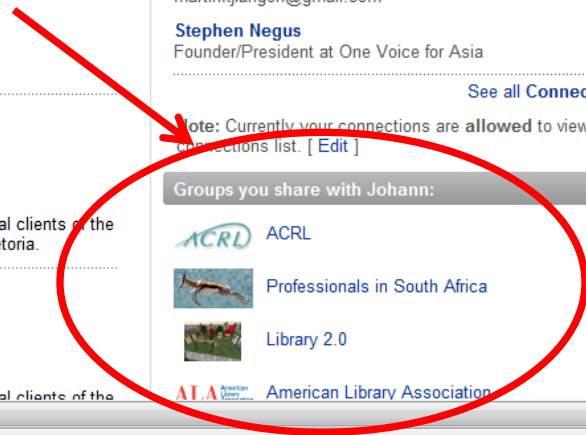 Stephen Negus
Founder/President at One Voice for Asia
See all Connec
Note: Currently your connections are allowed to view
connections list. [ Edit ]
Groups you share with Johann:
al clients of the
etoria.
ACRL ACRL
Professionals in South Africa
Library 2.0
al clients of the
ALA American Library Association